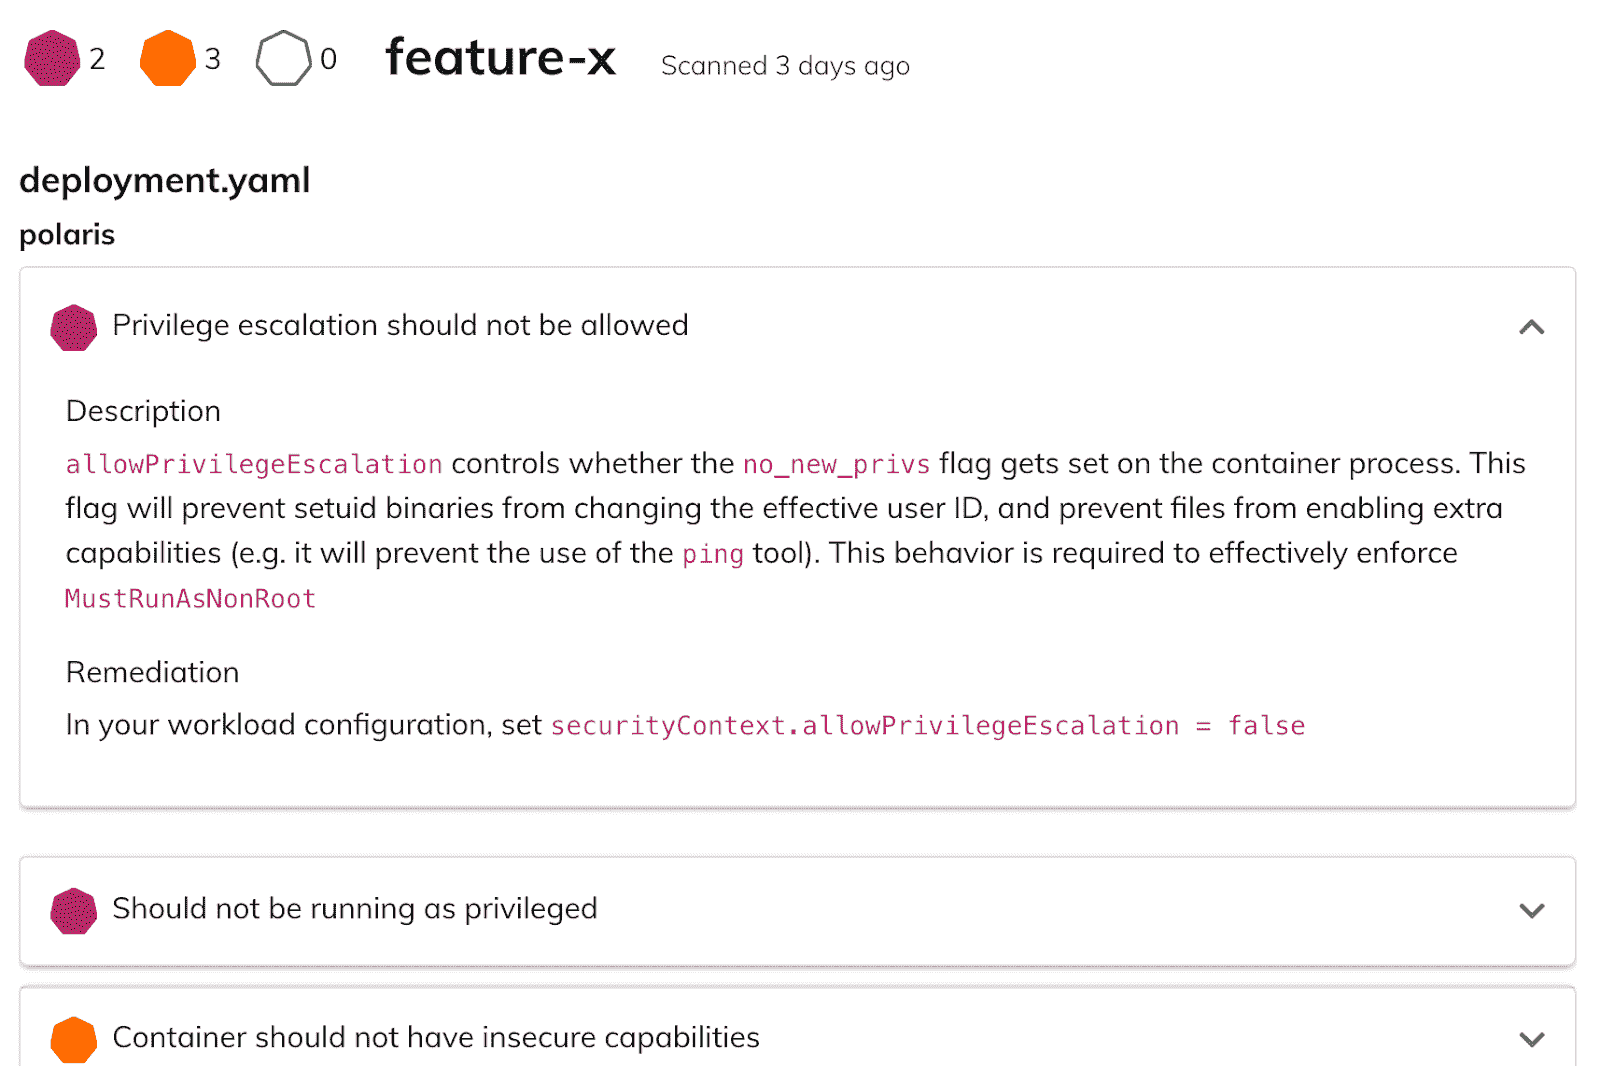 2 3 0 feature-x Scanned 3 days ago
deployment.yaml
polaris
Privilege escalation should not be allowed
Description
allowPrivilegeEscalation controls whether the no_new_privs flag gets set on the container process. This
flag will prevent setuid binaries from changing the effective user ID, and prevent files from enabling extra
capabilities (e.g. it will prevent the use of the ping tool). This behavior is required to effectively enforce
MustRunAsNonRoot
Remediation
In your workload configuration, set securityContext.allowPrivilegeEscalation = false
Should not be running as privileged
Container should not have insecure capabilities